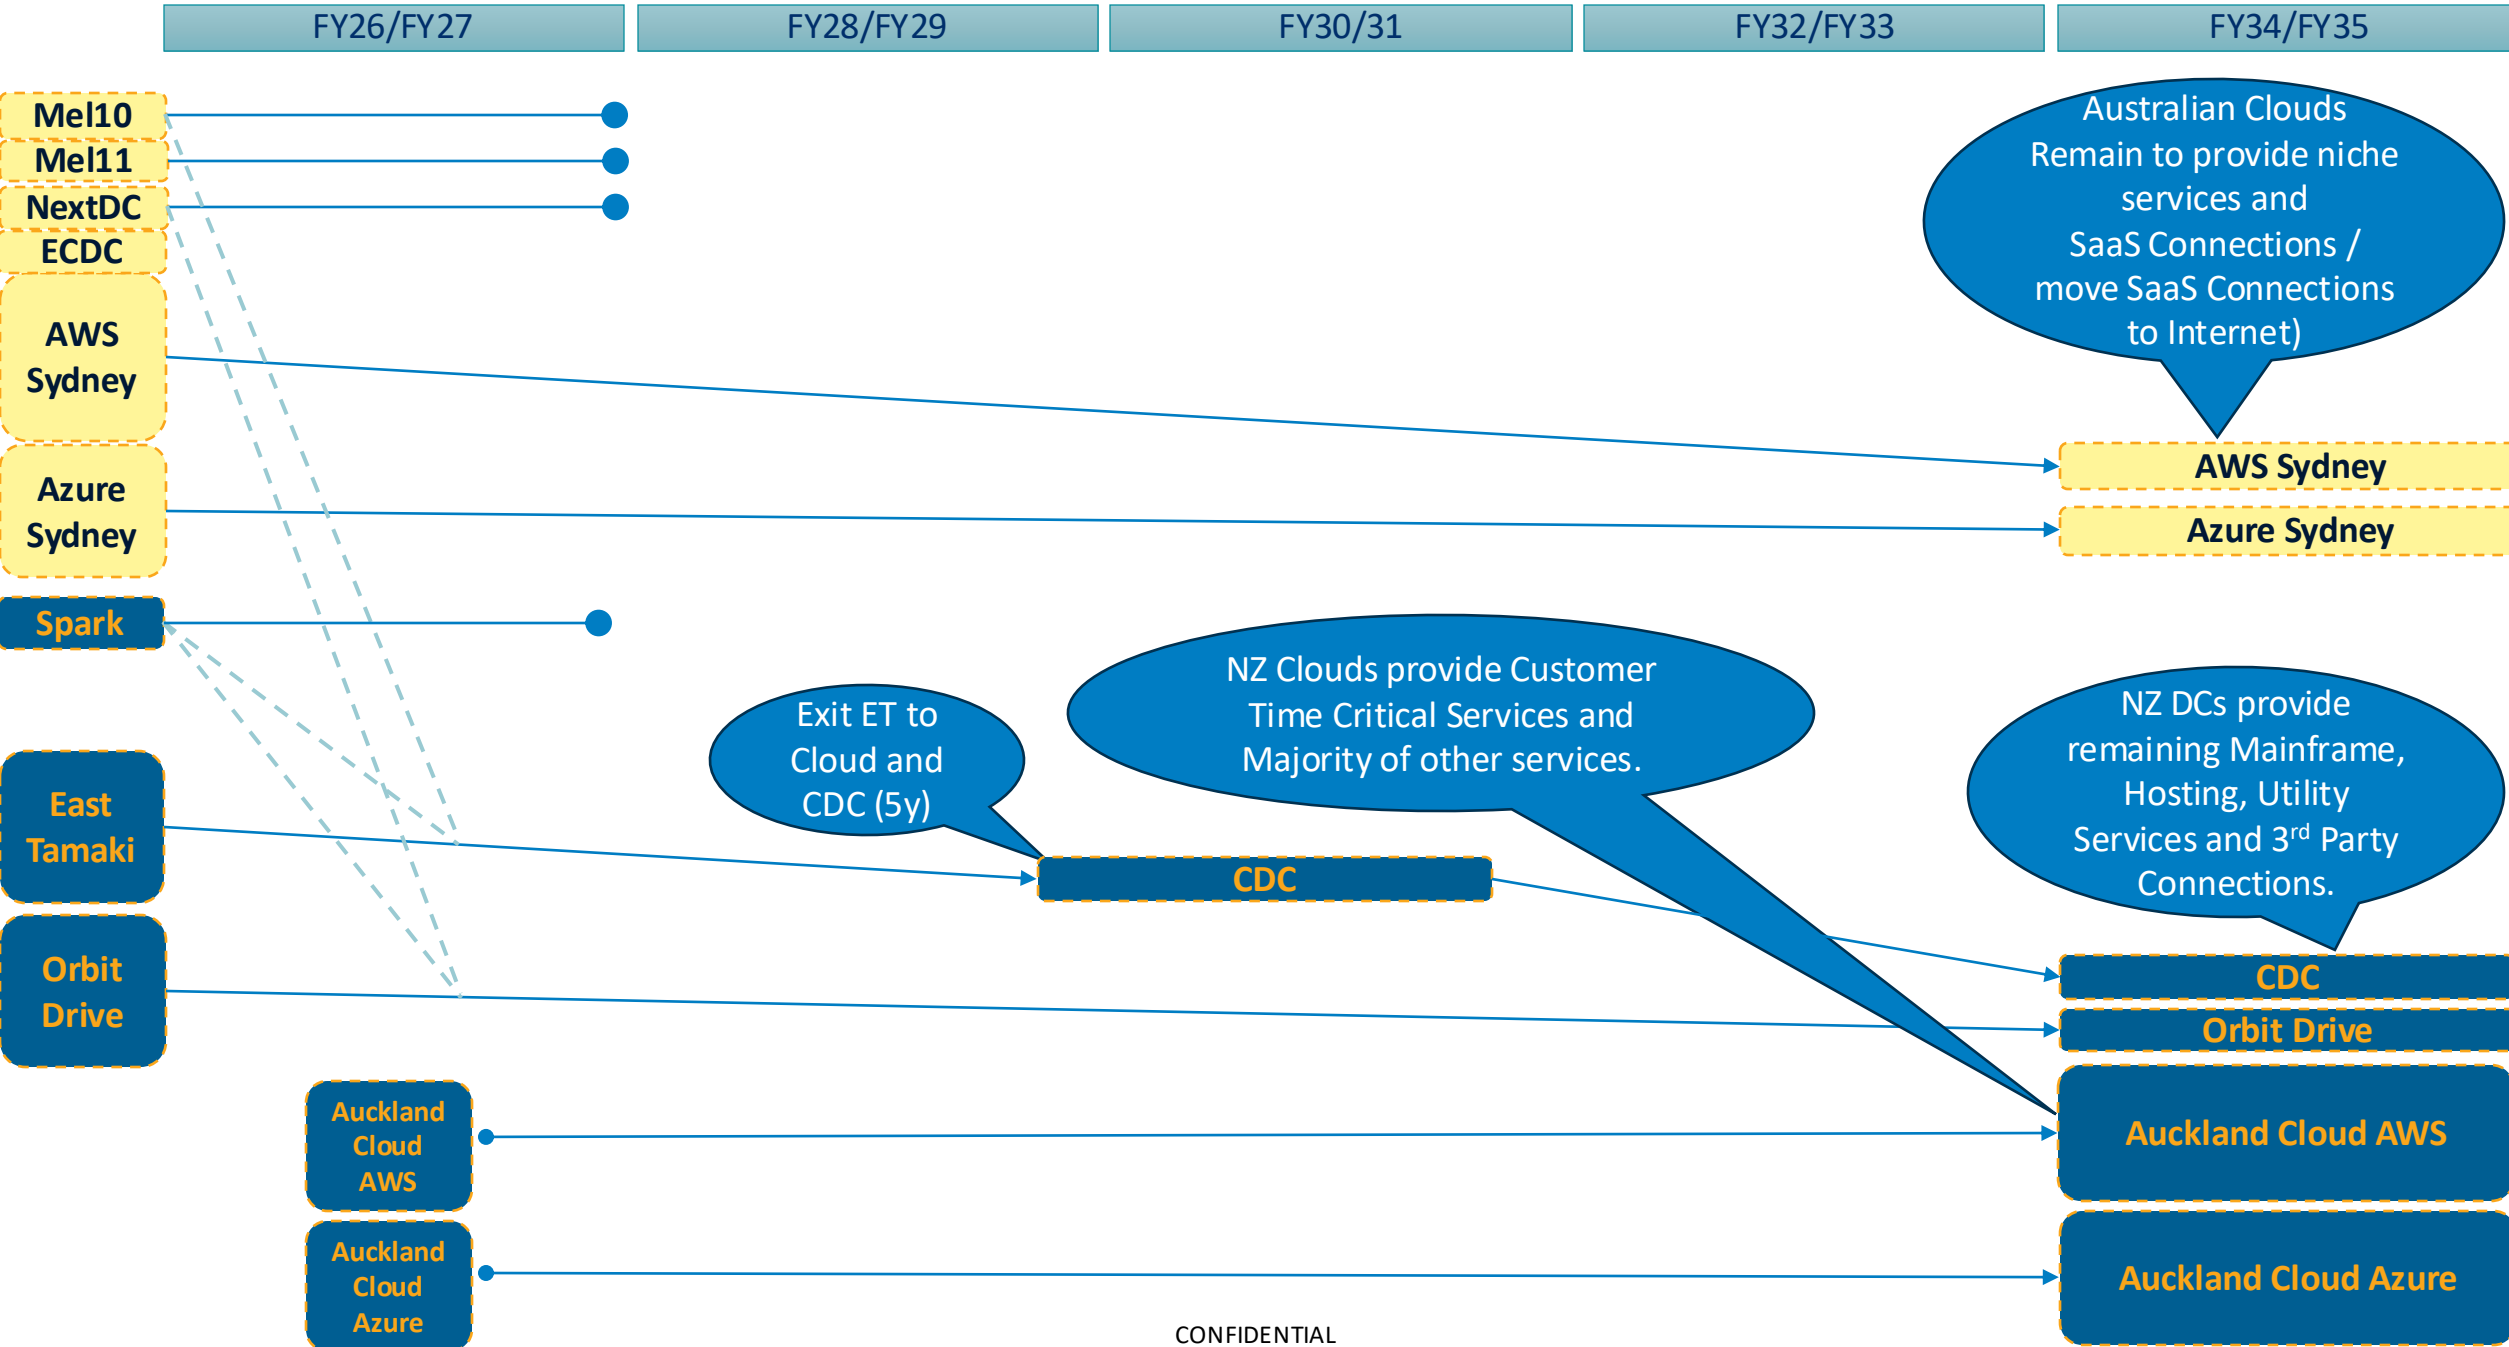 FY26/FY27
FY28/FY29
FY30/31
FY32/FY33
FY34/FY35
Mel10
Mel11
NextDC
ECDC
AWS
Sydney
Azure
Sydney
Australian Clouds
Remain to provide niche
services and
SaaS Connections /
move SaaS Connections
to Internet)
AWS Sydney
Azure Sydney
Spark
East
Tamaki
Orbit
Drive
Exit ET to
Cloud and
CDC (5y)
CDC
NZ Clouds provide Customer
Time Critical Services and
Majority of other services.
NZ DCs provide
remaining Mainframe,
Hosting, Utility
Services and 3rd Party
Connections.
CDC
Orbit Drive
Auckland
Cloud
AWS
Auckland Cloud AWS
Auckland
Cloud
Azure
Auckland Cloud Azure
CONFIDENTIAL